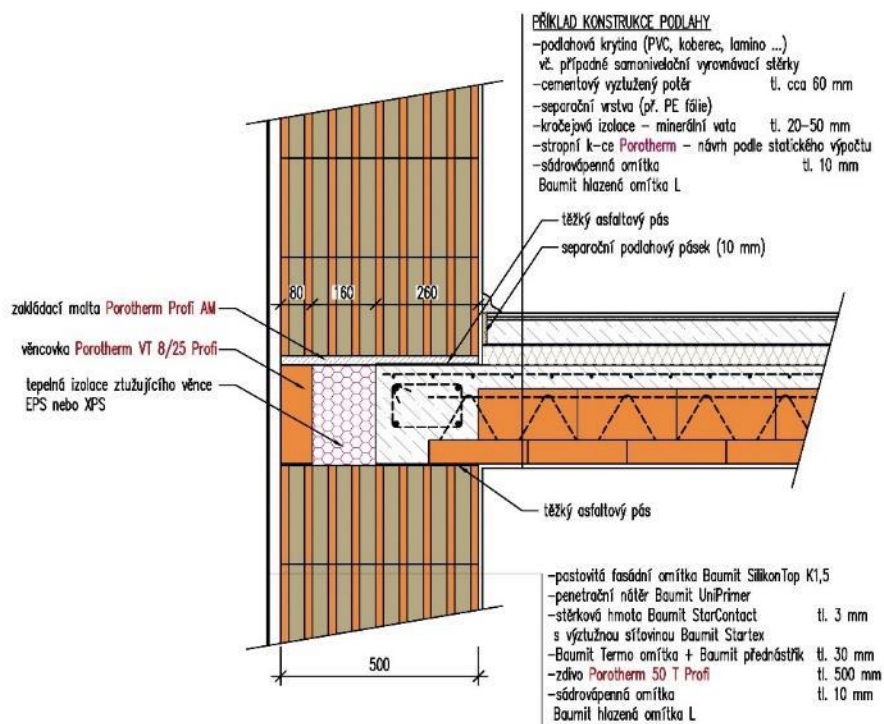 PŘÍKLAD KONSTRUKCE PODLAHY
-podlahová krytina (PVC, koberec, lamino ...)
vč. případné samonivelační vyrovnávací stěrky
-cementový vyztužený potěr tl. cca 60 mm
-separační vrstva (př. PE fólie)
-kročejová izolace – minerální vata tl. 20-50 mm
-stropní k-ce Porotherm – návrh podle statického výpočtu
-sádrovápenná omítka tl. 10 mm
Baumit hlazená omítka L
těžký asfaltový pás
separační podlahový pásek (10 mm)
80 160 260
zakládací malta Porotherm Profi AM
věncovka Porotherm VT 8/25 Profi
tepelná izolace ztužujícího věnce
EPS nebo XPS
těžký asfaltový pás
-pastovitá fasádní omítka Baumit SilikonTop K1,5
-penetrační nátěr Baumit UniPrimer
-stěrková hmota Baumit StarContact tl. 3 mm
s výztužnou síťovinou Baumit Startex
-Baumit Termo omítka + Baumit přednástřik tl. 30 mm
-zdivo Porotherm 50 T Profi tl. 500 mm
-sádrovápenná omítka tl. 10 mm
Baumit hlazená omítka L
500